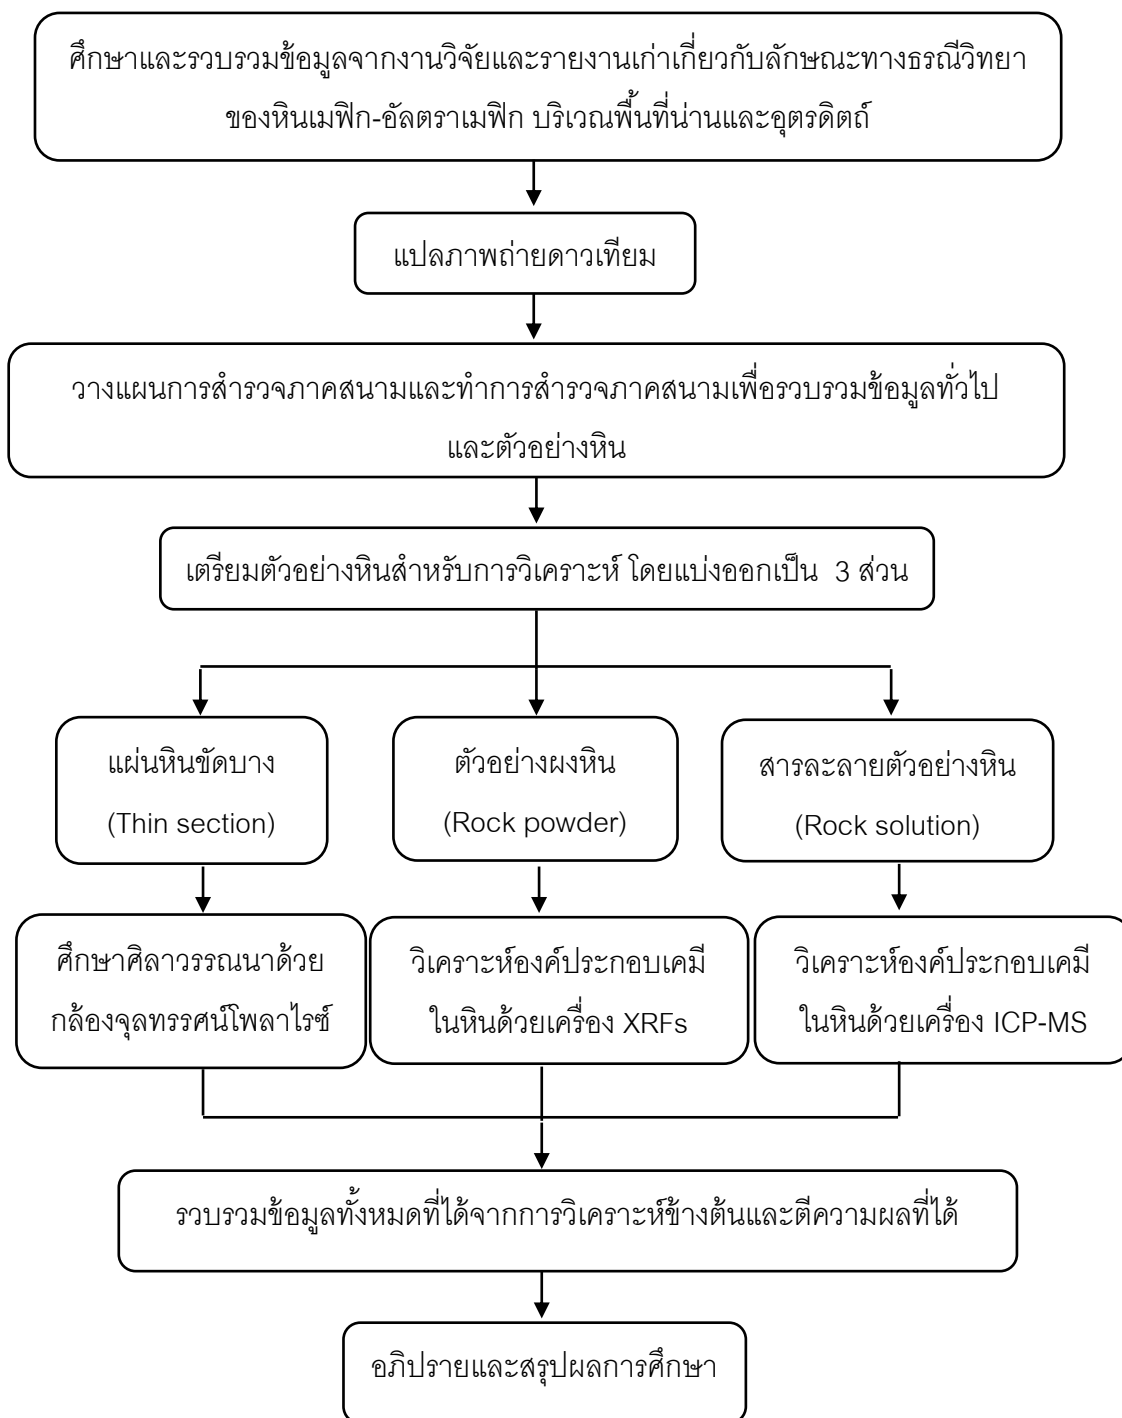 ศึกษาและรวบรวมข้อมูลจากงานวิจัยและรายงานเก่าเกี่ยวกับลักษณะทางธรณีวิทยา
ของหินเมฟิก-อัลตราเมฟิก บริเวณพื้นที่น่านและอุตรดิตถ์
แปลภาพถ่ายดาวเทียม
วางแผนการสำรวจภาคสนามและทำการสำรวจภาคสนามเพื่อรวบรวมข้อมูลทั่วไป
และตัวอย่างหิน
เตรียมตัวอย่างหินสำหรับการวิเคราะห์ โดยแบ่งออกเป็น 3 ส่วน
แผ่นหินขัดบาง
(Thin section)
ตัวอย่างผงหิน
(Rock powder)
สารละลายตัวอย่างหิน
(Rock solution)
ศึกษาศิลาวรรณนาด้วย
กล้องจุลทรรศน์โพลาไรซ์
วิเคราะห์องค์ประกอบเคมี
ในหินด้วยเครื่อง XRFs
วิเคราะห์องค์ประกอบเคมี
ในหินด้วยเครื่อง ICP-MS
รวบรวมข้อมูลทั้งหมดที่ได้จากการวิเคราะห์ข้างต้นและตีความผลที่ได้
อภิปรายและสรุปผลการศึกษา